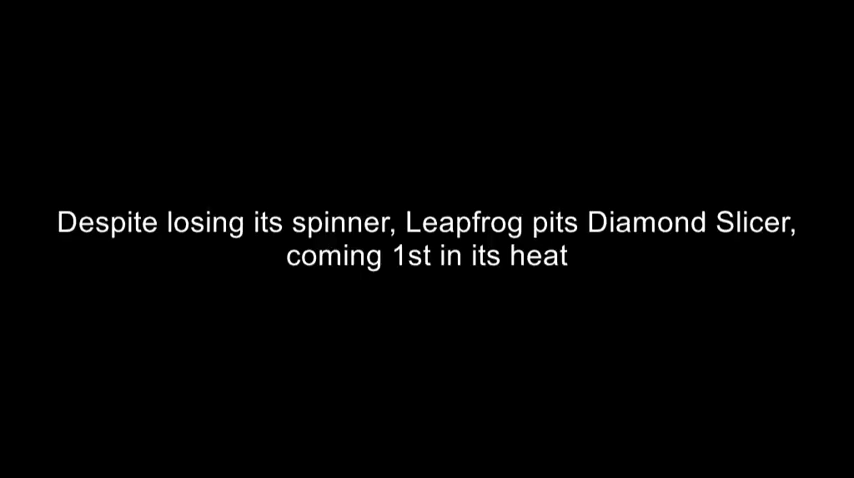 Despite losing its spinner, Leapfrog pits Diamond Slicer,
coming 1st in its heat